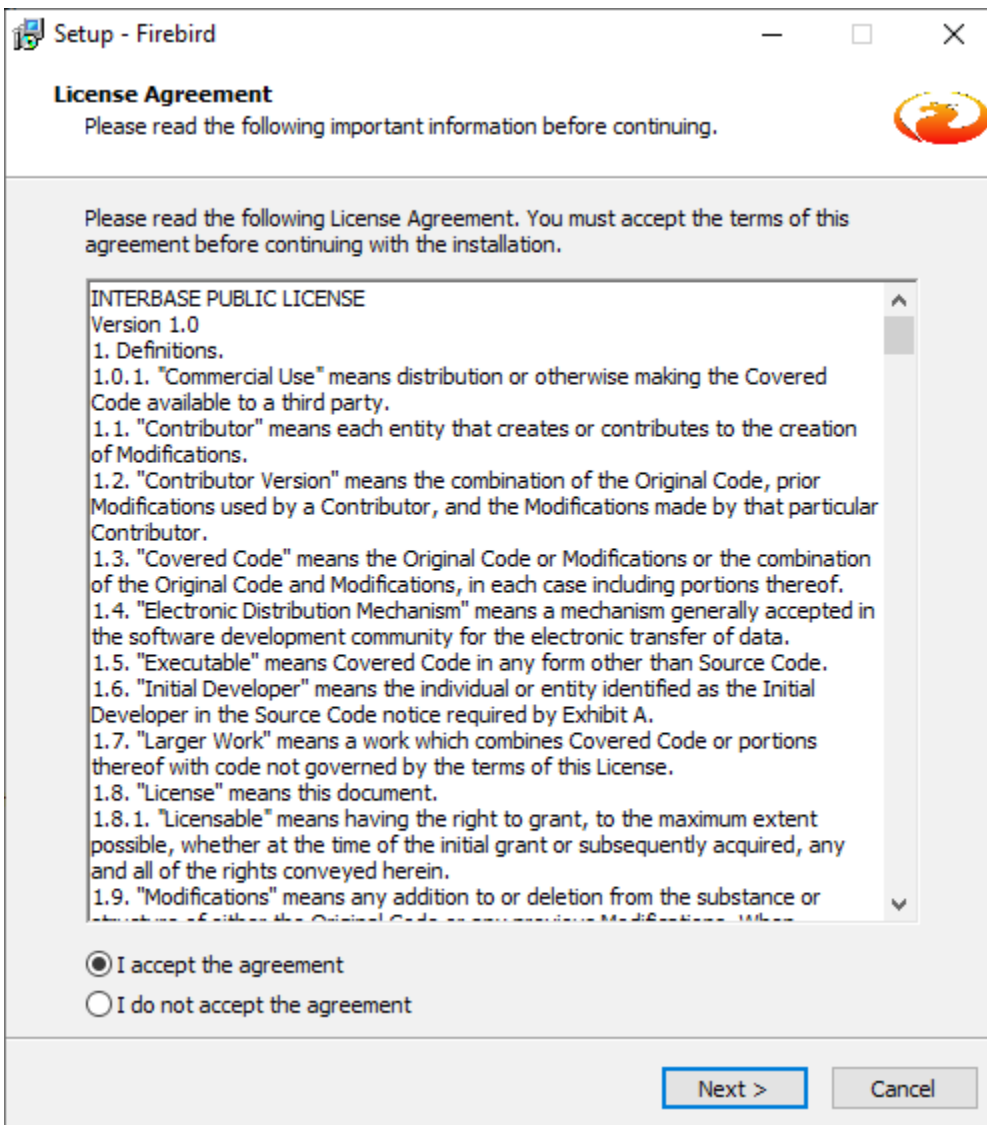 Setup - Firebird
License Agreement
Please read the following important information before continuing.
Please read the following License Agreement. You must accept the terms of this
agreement before continuing with the installation.
INTERBASE PUBLIC LICENSE
Version 1.0
1. Definitions.
1.0.1. "Commercial Use" means distribution or otherwise making the Covered
Code available to a third party.
1.1. "Contributor" means each entity that creates or contributes to the creation
of Modifications.
1.2. "Contributor Version" means the combination of the Original Code, prior
Modifications used by a Contributor, and the Modifications made by that particular
Contributor.
1.3. "Covered Code" means the Original Code or Modifications or the combination
of the Original Code and Modifications, in each case including portions thereof.
1.4. "Electronic Distribution Mechanism" means a mechanism generally accepted in
the software development community for the electronic transfer of data.
1.5. "Executable" means Covered Code in any form other than Source Code.
1.6. "Initial Developer" means the individual or entity identified as the Initial
Developer in the Source Code notice required by Exhibit A.
1.7. "Larger Work" means a work which combines Covered Code or portions
thereof with code not governed by the terms of this License.
1.8. "License" means this document.
1.8.1. "Licensable" means having the right to grant, to the maximum extent
possible, whether at the time of the initial grant or subsequently acquired, any
and all of the rights conveyed herein.
1.9. "Modifications" means any addition to or deletion from the substance or
structure of either the Original Code or any previous Modifications. When
I accept the agreement
I do not accept the agreement
Next >
Cancel